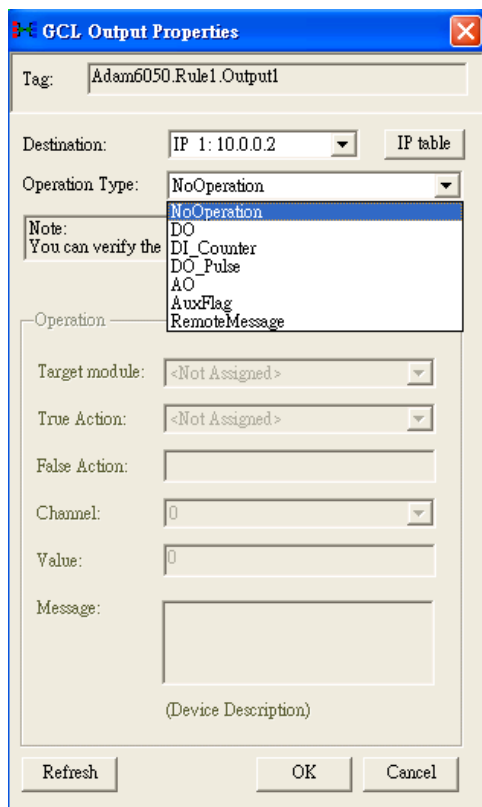 GCL Output Properties
Tag: Adam6050.Rule1.Output1
Destination: IP 1: 10.0.0.2 IP table
Operation Type: NoOperation
NoOperation
DO
DI_Counter
DO_Pulse
AO
AuxFlag
RemoteMessage
Note:
You can verify the
Operation
Target module: <Not Assigned>
True Action: <Not Assigned>
False Action:
Channel: 0
Value: 0
Message:
(Device Description)
Refresh OK Cancel